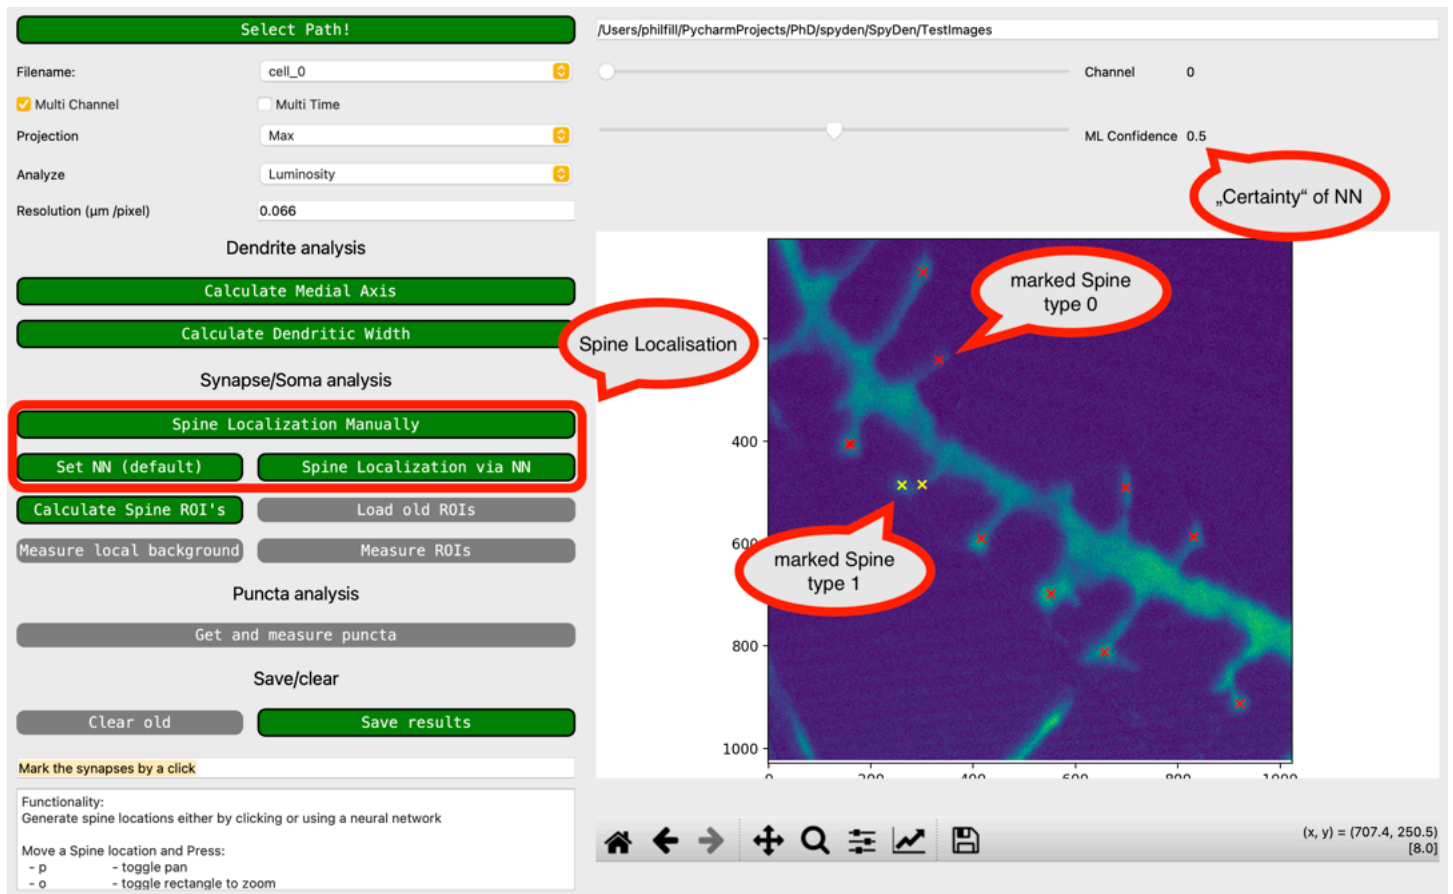 Select Path!
/Users/philfill/PycharmProjects/PhD/spyden/SpyDen/TestImages
Filename:
cell_0
Channel 0
Multi Channel
Multi Time
Projection
Max
ML Confidence 0.5
Analyze
Luminosity
„Certainty“ of NN
Resolution (µm /pixel)
0.066
Dendrite analysis
Calculate Medial Axis
Calculate Dendritic Width
Synapse/Soma analysis
Spine Localisation
Spine Localization Manually
Set NN (default)
Spine Localization via NN
Calculate Spine ROI's
Load old ROIs
Measure local background
Measure ROIs
Puncta analysis
Get and measure puncta
Save/clear
Clear old
Save results
Mark the synapses by a click
Functionality:
Generate spine locations either by clicking or using a neural network
Move a Spine location and Press:
- p - toggle pan
- o - toggle rectangle to zoom
marked Spine
type 0
marked Spine
type 1
400
600
800
1000
0 200 400 600 800 1000
(x, y) = (707.4, 250.5)
[8.0]